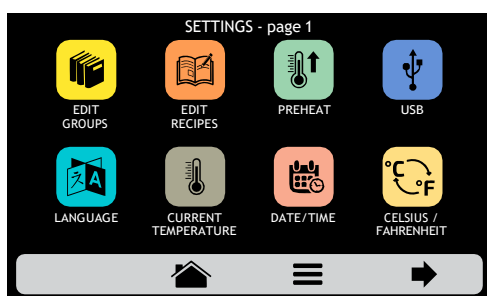 SETTINGS - page 1
EDIT
GROUPS
EDIT
RECIPES
PREHEAT
USB
LANGUAGE
CURRENT
TEMPERATURE
DATE/TIME
CELSIUS /
FAHRENHEIT
A
°C
°F